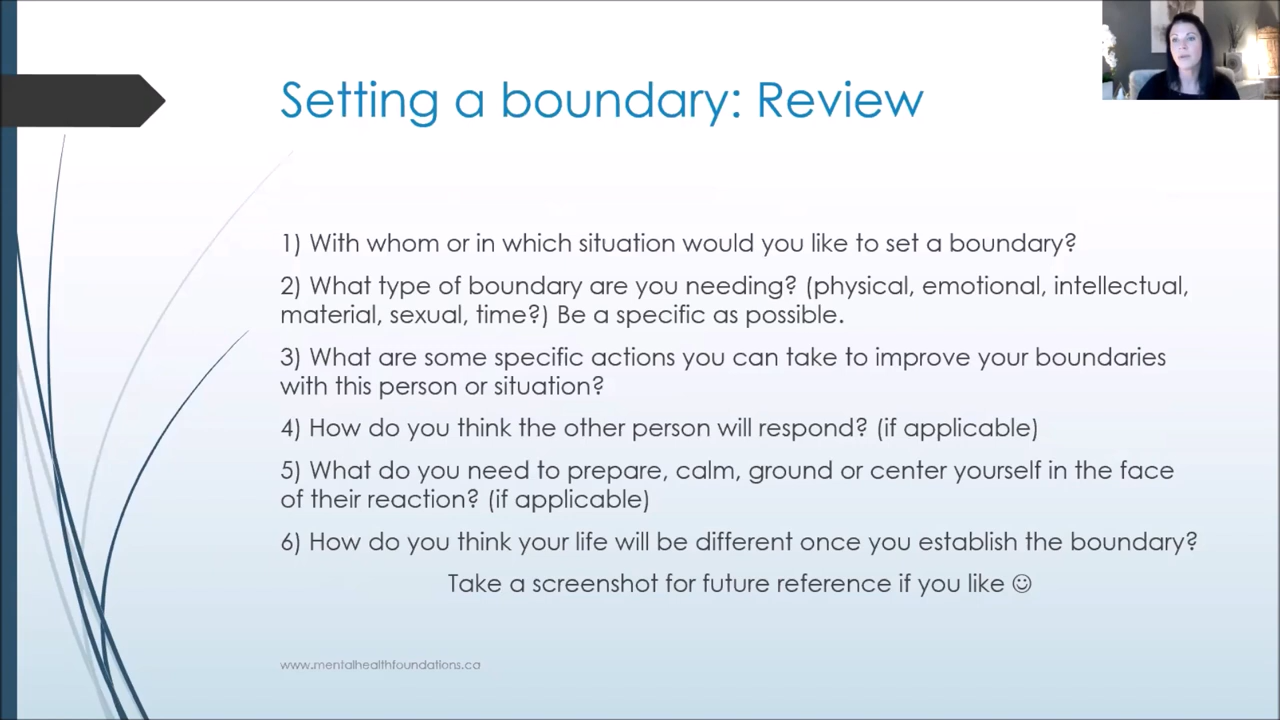 Setting a boundary: Review
1) With whom or in which situation would you like to set a boundary?
2) What type of boundary are you needing? (physical, emotional, intellectual,
material, sexual, time?) Be a specific as possible.
3) What are some specific actions you can take to improve your boundaries
with this person or situation?
4) How do you think the other person will respond? (if applicable)
5) What do you need to prepare, calm, ground or center yourself in the face
of their reaction? (if applicable)
6) How do you think your life will be different once you establish the boundary?
Take a screenshot for future reference if you like ☺
www.mentalhealthfoundations.ca